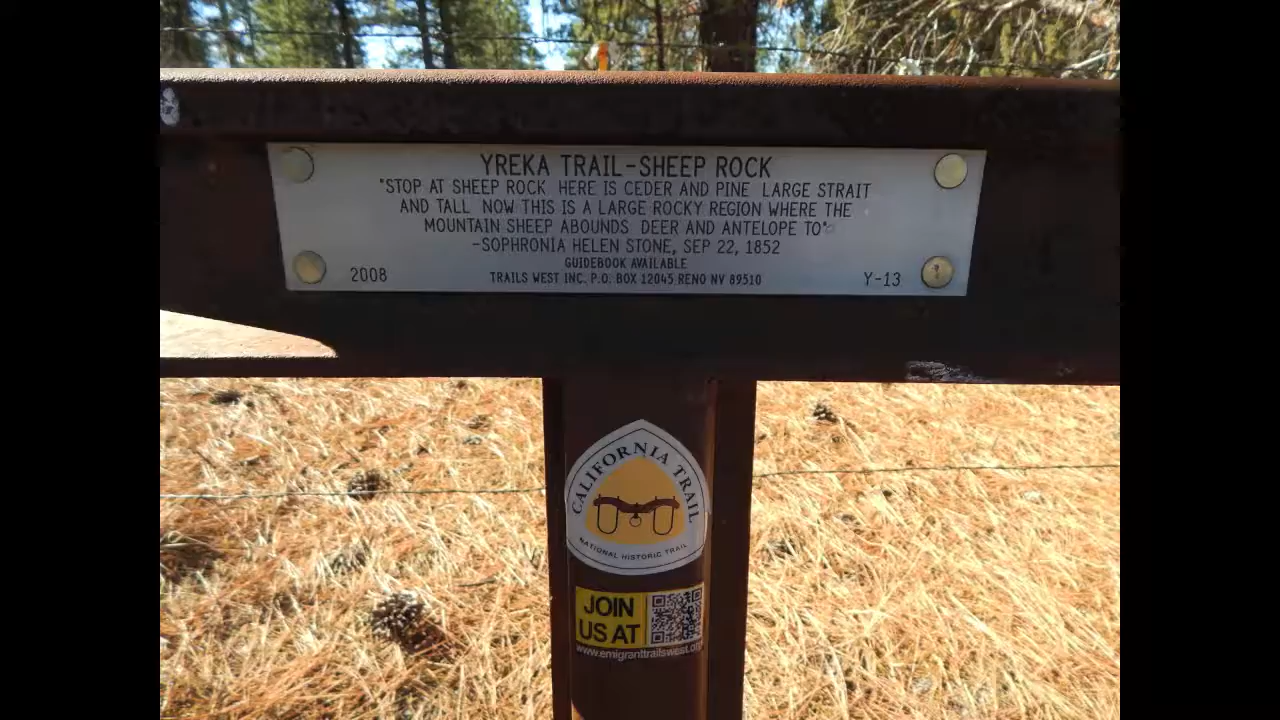 YREKA TRAIL-SHEEP ROCK
"STOP AT SHEEP ROCK HERE IS CEDER AND PINE LARGE STRAIT
AND TALL NOW THIS IS A LARGE ROCKY REGION WHERE THE
MOUNTAIN SHEEP ABOUNDS DEER AND ANTELOPE TO"
-SOPHRONIA HELEN STONE, SEP 22, 1852
GUIDEBOOK AVAILABLE
2008 TRAILS WEST INC. P.O. BOX 12045 RENO NV 89510 Y-13
CALIFORNIA TRAIL
NATIONAL HISTORIC TRAIL
JOIN
US AT
www.emigranttrailswest.org